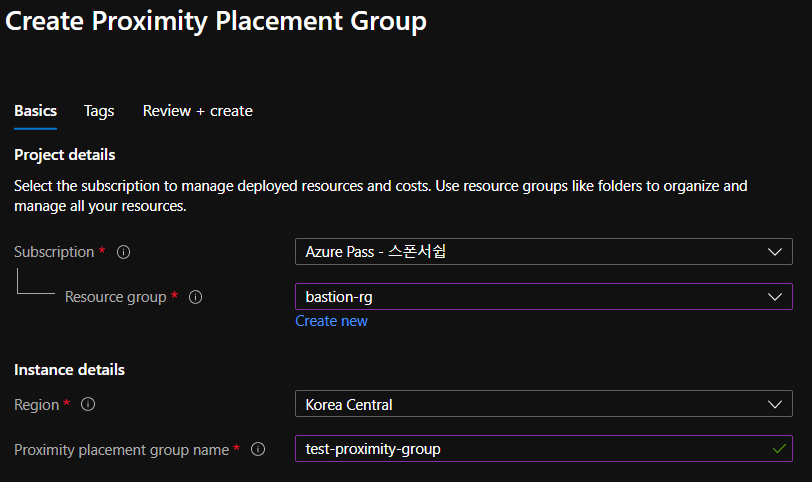 Create Proximity Placement Group
Basics Tags Review + create
Project details
Select the subscription to manage deployed resources and costs. Use resource groups like folders to organize and
manage all your resources.
Subscription * Azure Pass - 스폰서쉽
Resource group * bastion-rg
Create new
Instance details
Region * Korea Central
Proximity placement group name * test-proximity-group